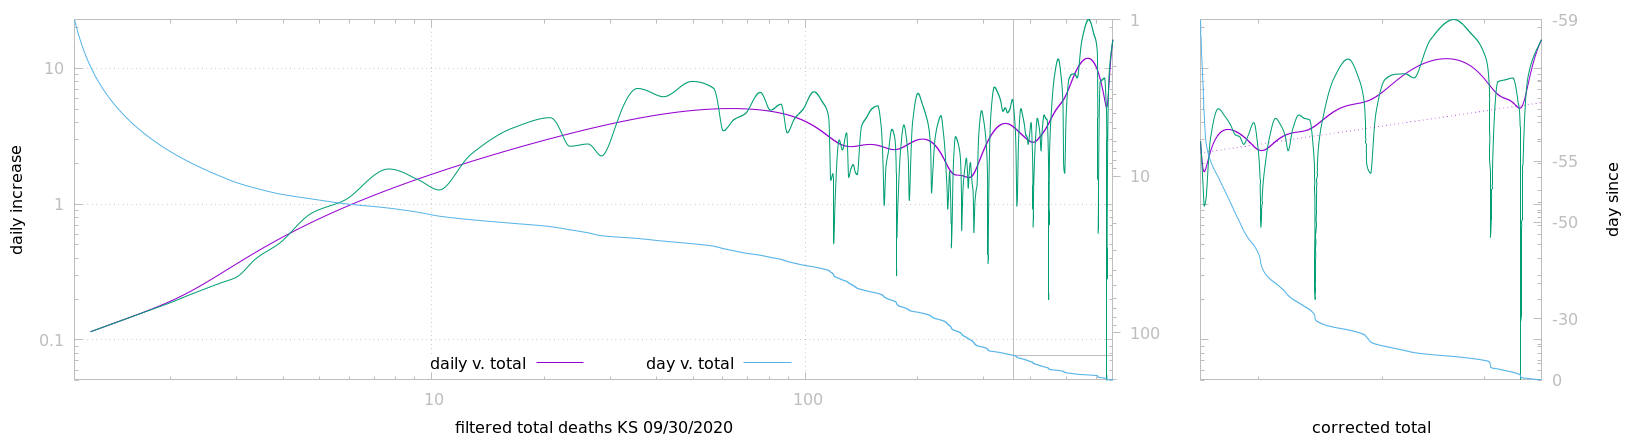 daily increase
10
1
0.1
10
100
1
10
100
daily v. total
day v. total
filtered total deaths KS 09/30/2020
-59
-55
-50
-30
0
day since
corrected total